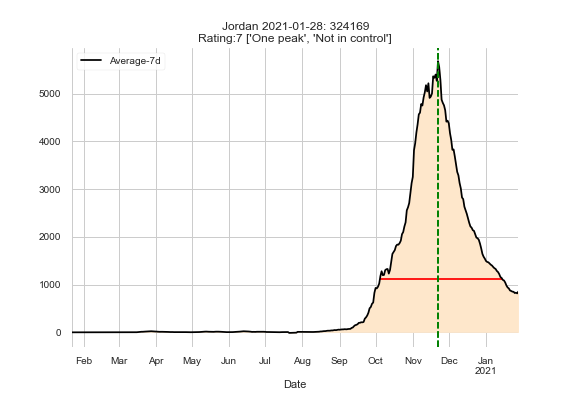 Jordan 2021-01-28: 324169
Rating:7 ['One peak', 'Not in control']
Average-7d
5000
4000
3000
2000
1000
0
Feb Mar Apr May Jun Jul Aug Sep Oct Nov Dec Jan
2021
Date